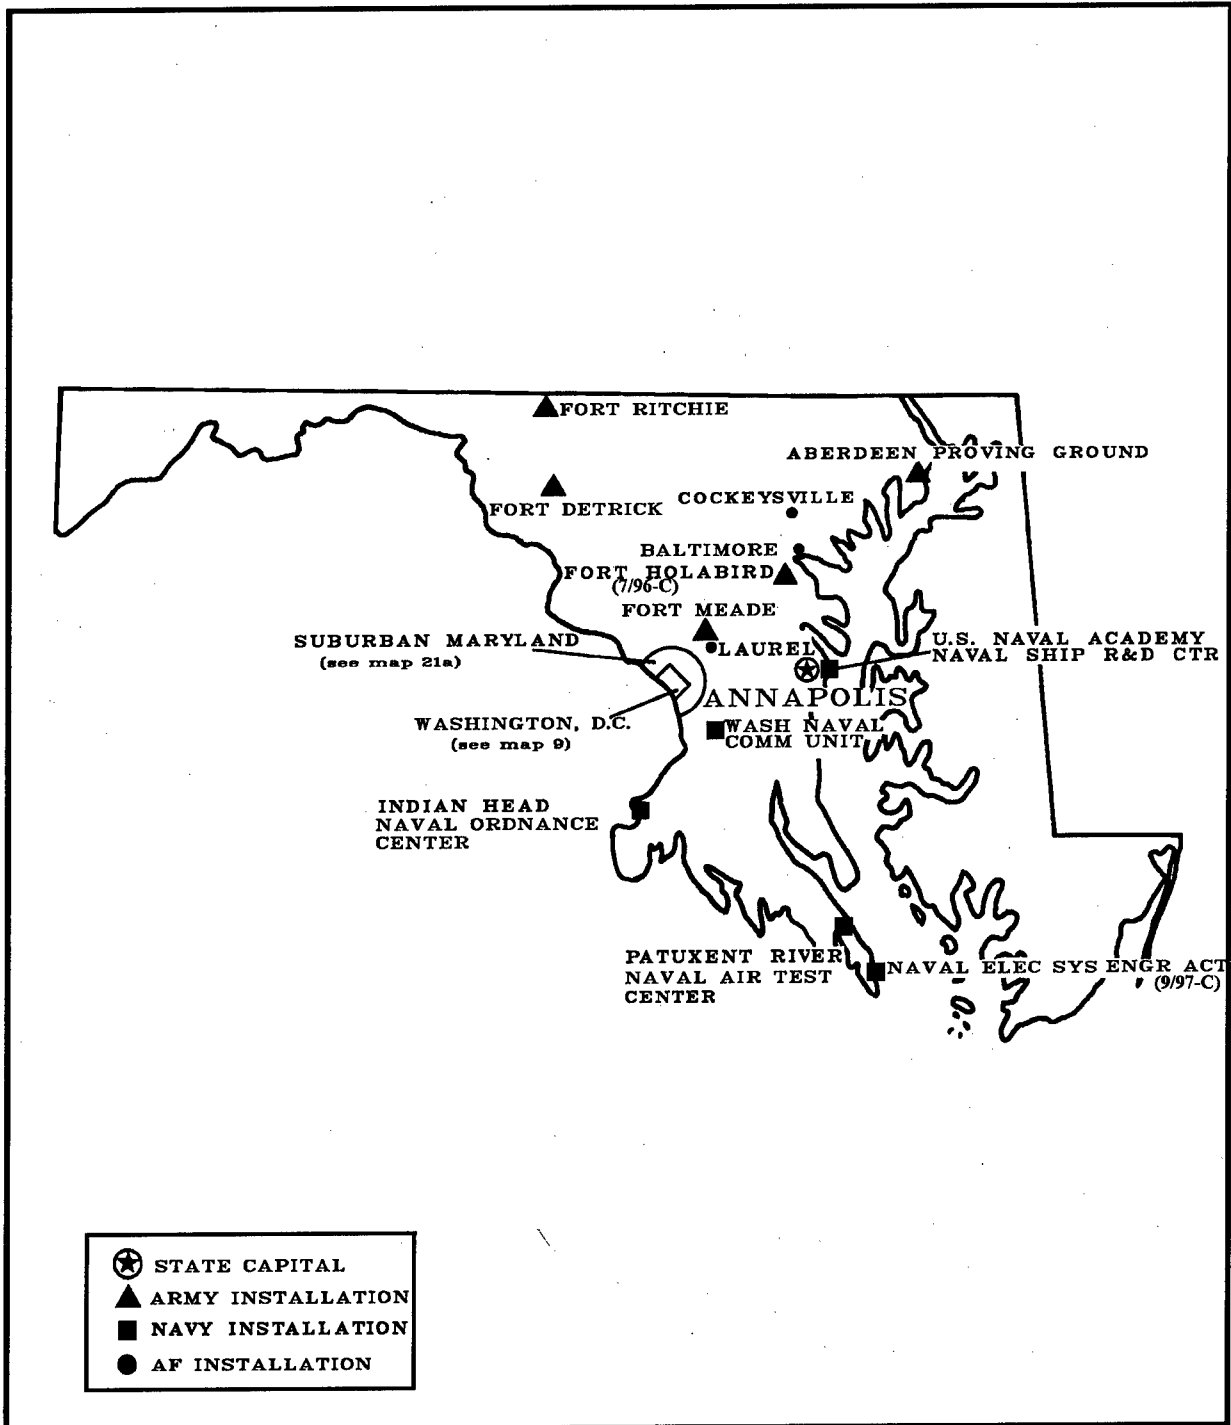 FORT RITCHIE
ABERDEEN PROVING GROUND
COCKEYSVILLE
FORT DETRICK
BALTIMORE
FORT HOLABIRD
(7/96-C)
FORT MEADE
SUBURBAN MARYLAND
(see map 21a)
LAUREL
U.S. NAVAL ACADEMY
NAVAL SHIP R&D CTR
ANNAPOLIS
WASHINGTON, D.C.
(see map 9)
WASH NAVAL
COMM UNIT
INDIAN HEAD
NAVAL ORDNANCE
CENTER
PATUXENT RIVER
NAVAL AIR TEST
CENTER
NAVAL ELEC SYS ENGR ACT
(9/97-C)
STATE CAPITAL
ARMY INSTALLATION
NAVY INSTALLATION
AF INSTALLATION